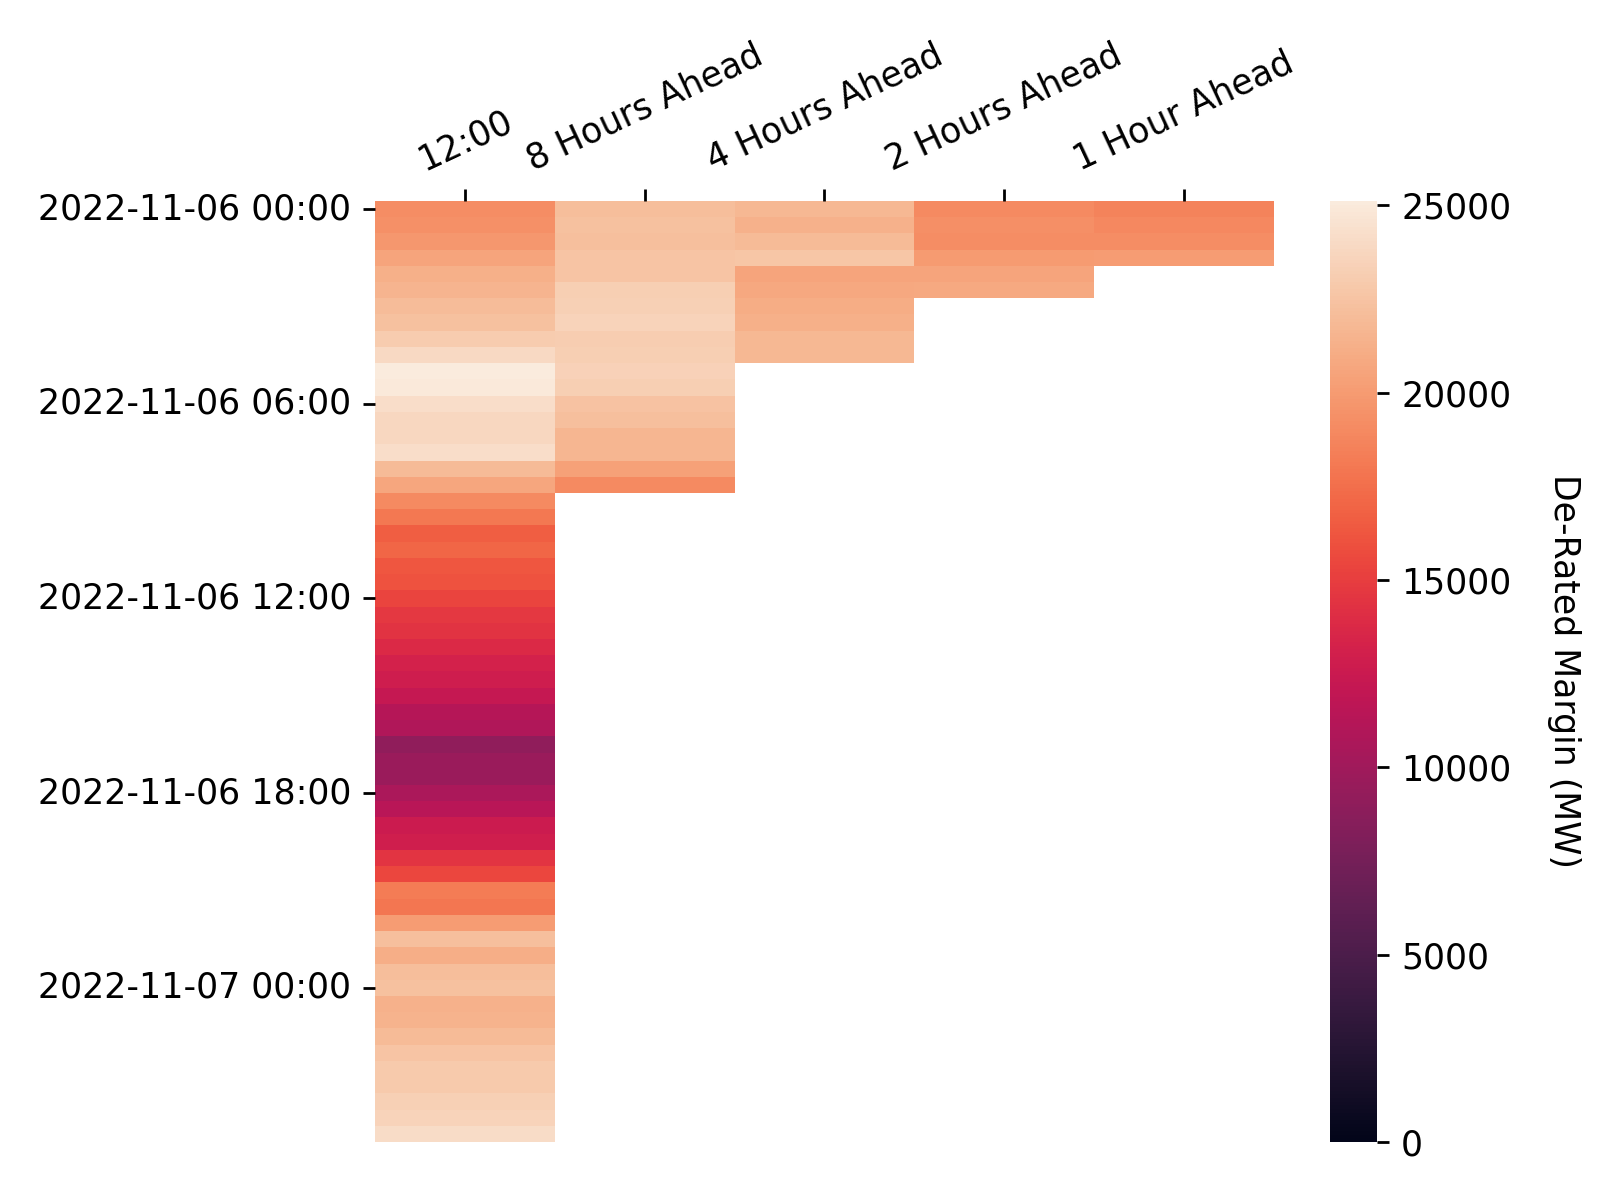 12:00
8 Hours Ahead
4 Hours Ahead
2 Hours Ahead
1 Hour Ahead
2022-11-06 00:00
2022-11-06 06:00
2022-11-06 12:00
2022-11-06 18:00
2022-11-07 00:00
25000
20000
15000
10000
5000
0
De-Rated Margin (MW)